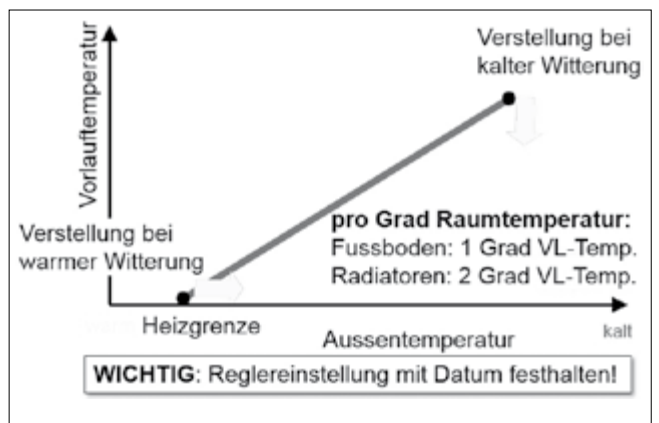 Vorlauftemperatur
Verstellung bei
kalter Witterung
Verstellung bei
warmer Witterung
pro Grad Raumtemperatur:
Fussboden: 1 Grad VL-Temp.
Radiatoren: 2 Grad VL-Temp.
Heizgrenze
Aussentemperatur
kalt
WICHTIG: Reglereinstellung mit Datum festhalten!